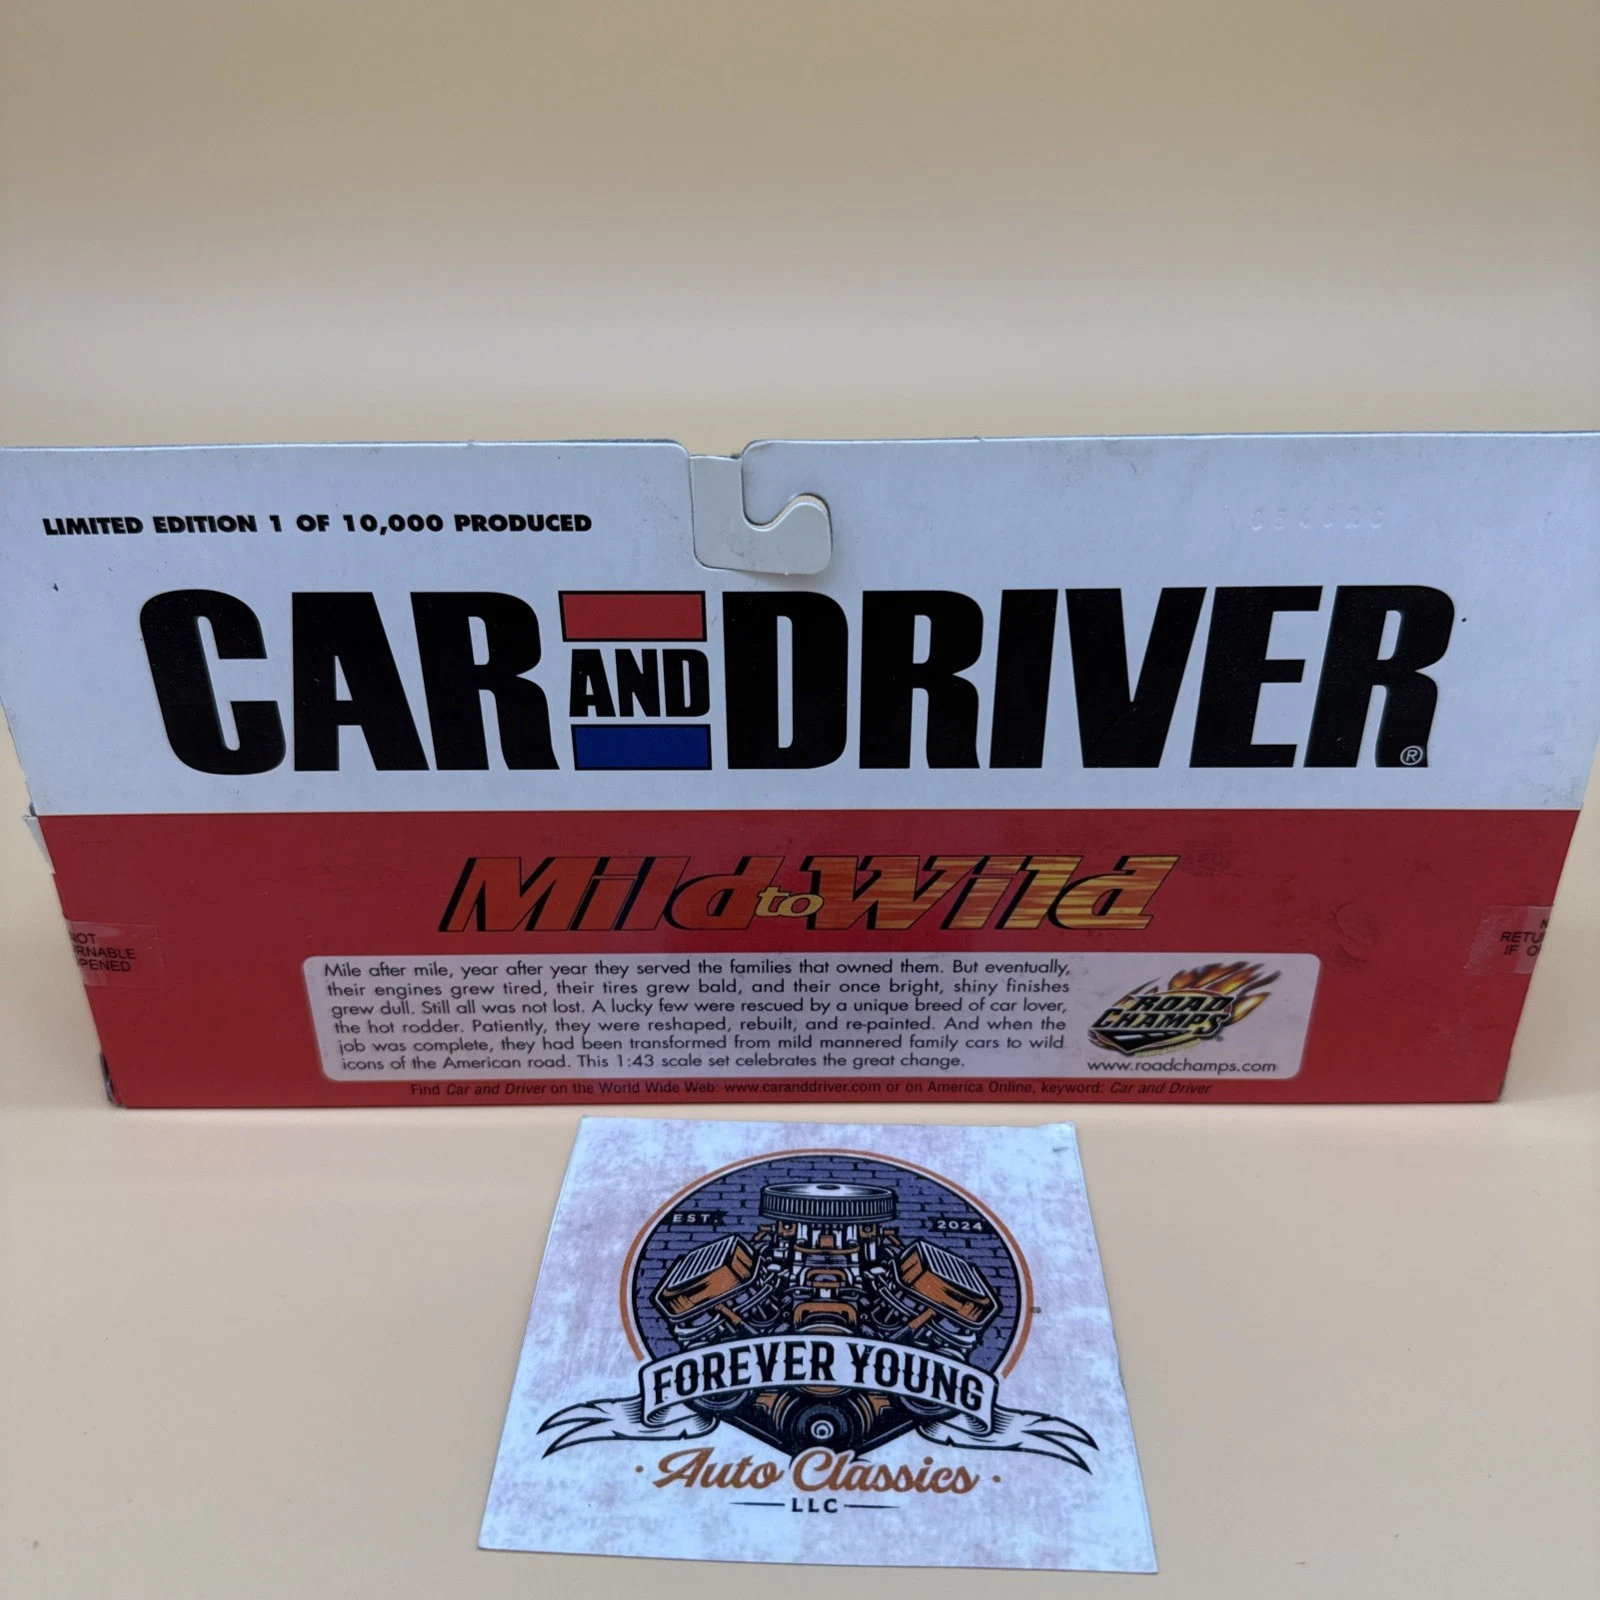 LIMITED EDITION 1 OF 10,000 PRODUCED
CAR AND DRIVER®
Mild to Wild
NOT
RNABLE
PENED
N
RETU
IF O
Mile after mile, year after year they served the families that owned them. But eventually,
their engines grew tired, their tires grew bald, and their once bright, shiny finishes
grew dull. Still all was not lost. A lucky few were rescued by a unique breed of car lover,
the hot rodder. Patiently, they were reshaped, rebuilt, and re-painted. And when the
job was complete, they had been transformed from mild mannered family cars to wild
icons of the American road. This 1:43 scale set celebrates the great change.
ROAD
CHAMPS
www.roadchamps.com
Find Car and Driver on the World Wide Web: www.caranddriver.com or on America Online, keyword: Car and Driver
EST. 2024
FOREVER YOUNG
· Auto Classics ·
LLC